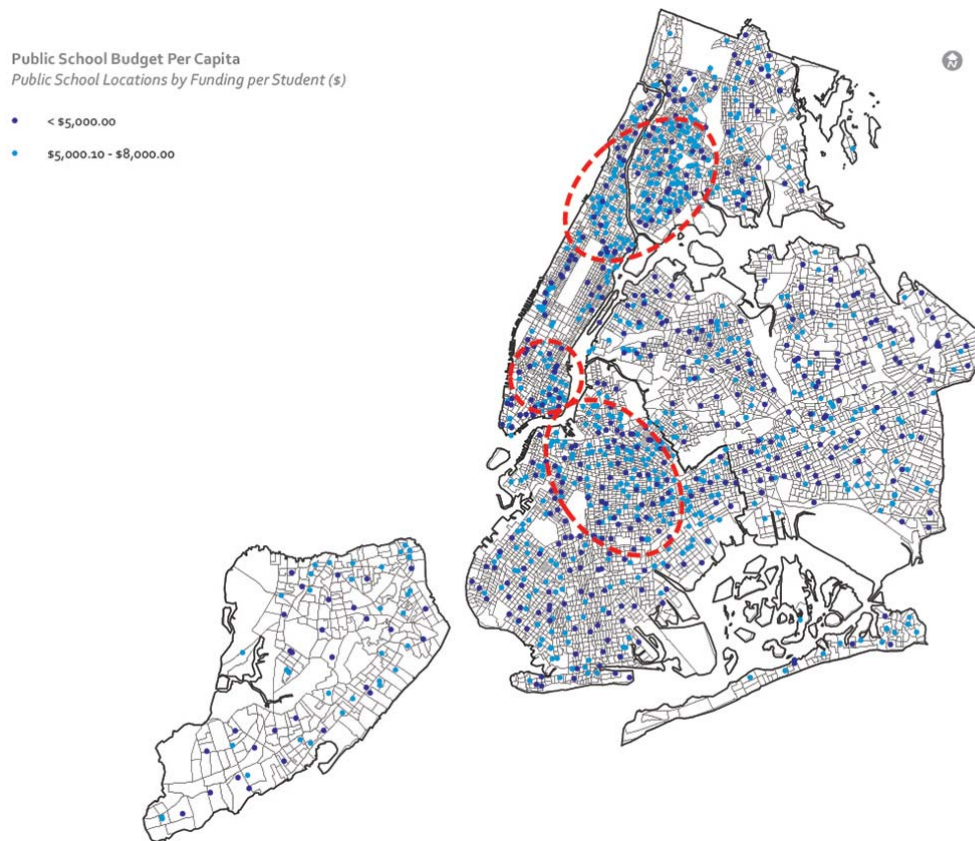 Public School Budget Per Capita
Public School Locations by Funding per Student ($)
< $5,000.00
$5,000.10 - $8,000.00